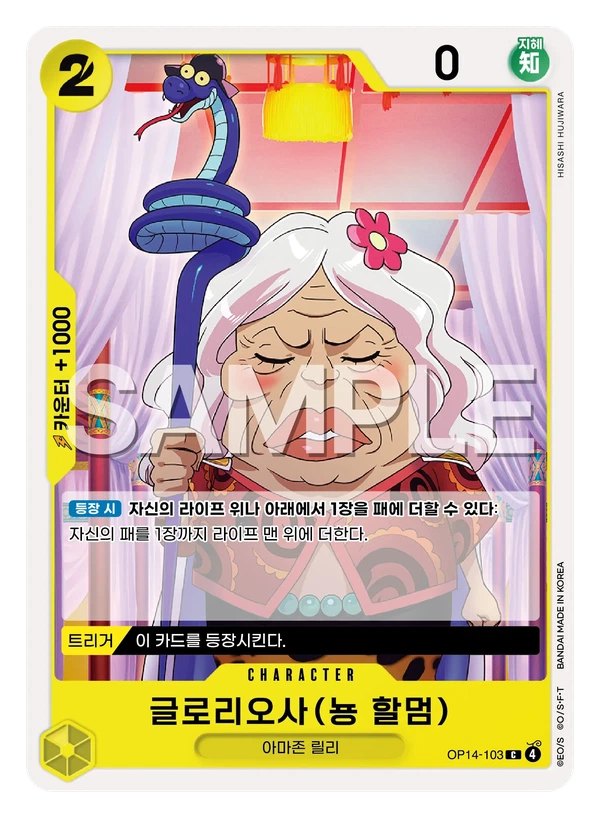 2
0
지혜
知
HISASHI HUJIWARA
카운터 +1000
SAMPLE
등장 시 자신의 라이프 위나 아래에서 1장을 패에 더할 수 있다:
자신의 패를 1장까지 라이프 맨 위에 더한다.
트리거 이 카드를 등장시킨다.
CHARACTER
글로리오사(뇽 할멈)
아마존 릴리
OP14-103 C 4
BANDAI MADE IN KOREA
©EO/S ©O/S・F・T